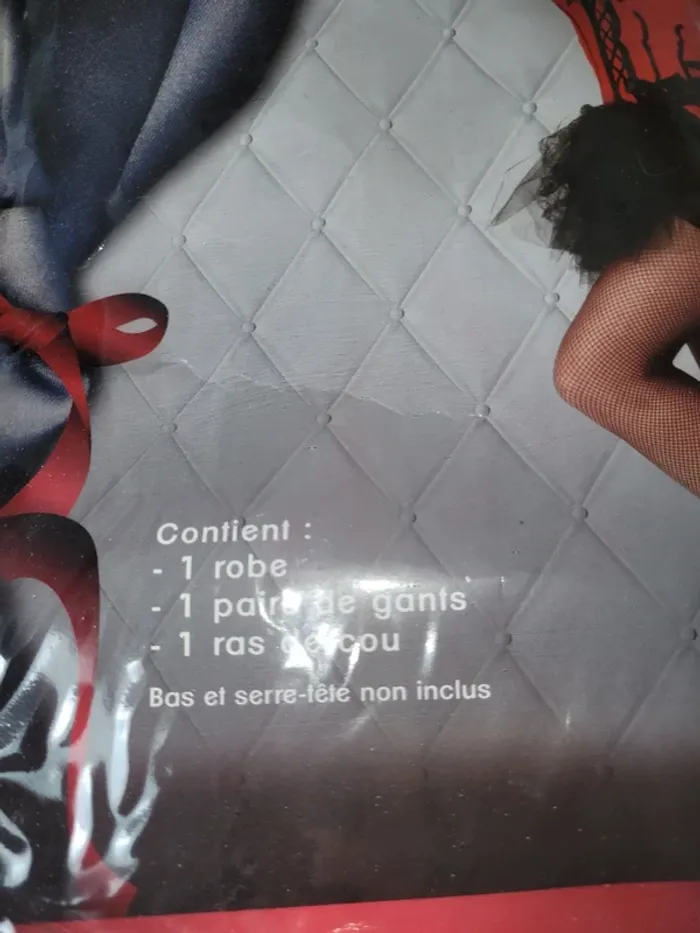 Contient :
- 1 robe
- 1 paire de gants
- 1 ras de cou
Bas et serre-tête non inclus